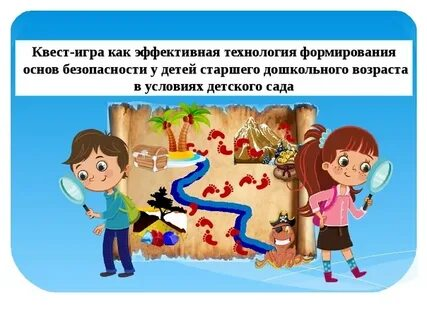 Квест-игра как эффективная технология формирования
основ безопасности у детей старшего дошкольного возраста
в условиях детского сада